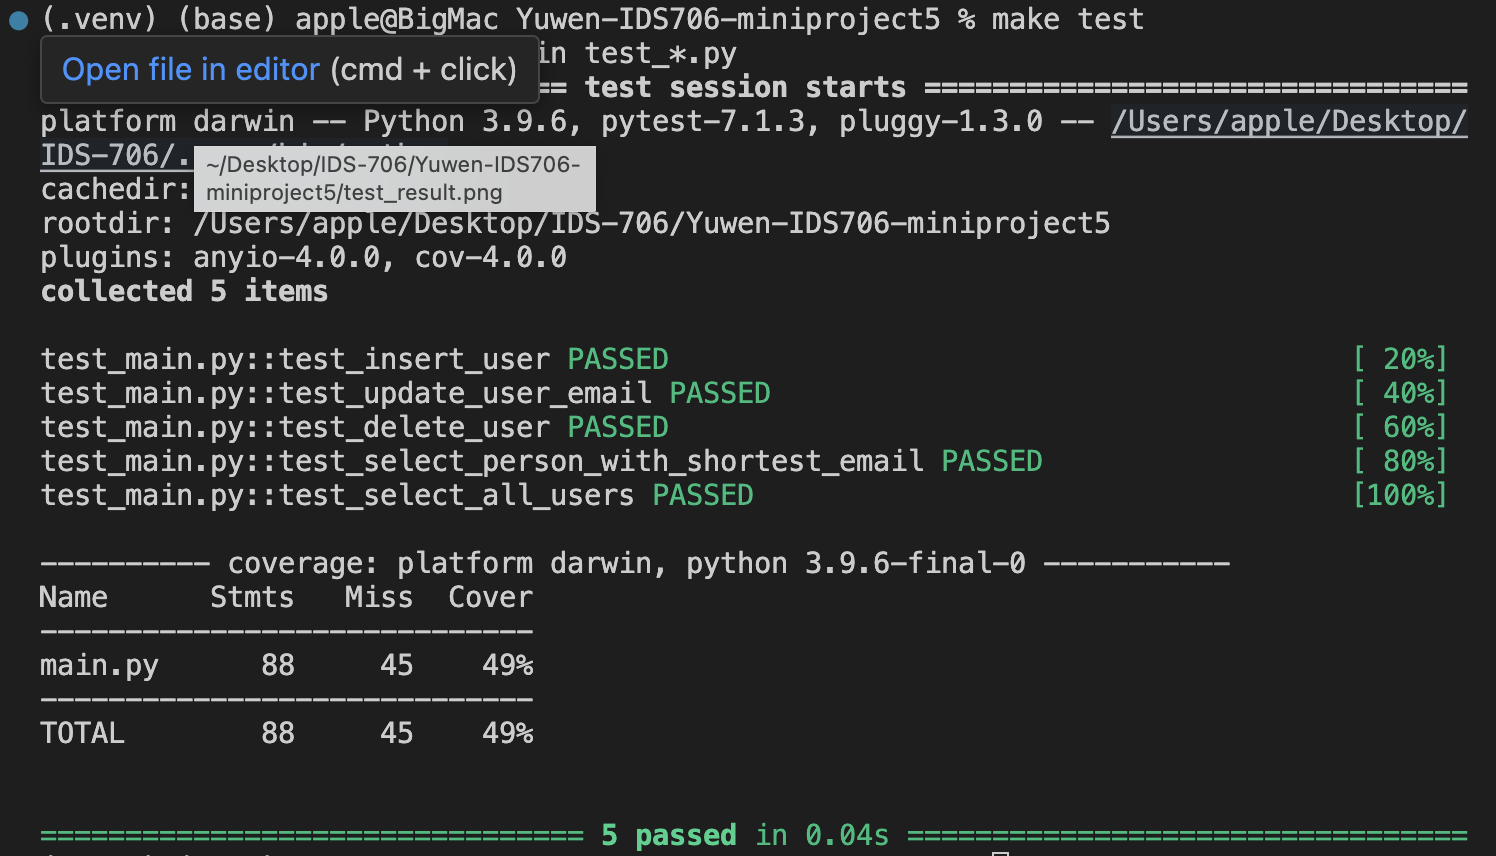 (.venv) (base) apple@BigMac Yuwen-IDS706-miniproject5 % make test
in test_*.py
Open file in editor (cmd + click)
== test session starts ================================
platform darwin -- Python 3.9.6, pytest-7.1.3, pluggy-1.3.0 -- /Users/apple/Desktop/
IDS-706/.
~/Desktop/IDS-706/Yuwen-IDS706-
miniproject5/test_result.png
cachedir:
rootdir: /Users/apple/Desktop/IDS-706/Yuwen-IDS706-miniproject5
plugins: anyio-4.0.0, cov-4.0.0
collected 5 items
test_main.py::test_insert_user PASSED [ 20%]
test_main.py::test_update_user_email PASSED [ 40%]
test_main.py::test_delete_user PASSED [ 60%]
test_main.py::test_select_person_with_shortest_email PASSED [ 80%]
test_main.py::test_select_all_users PASSED [100%]
---------- coverage: platform darwin, python 3.9.6-final-0 -----------
Name Stmts Miss Cover
-----------------------------
main.py 88 45 49%
-----------------------------
TOTAL 88 45 49%
================================ 5 passed in 0.04s =================================